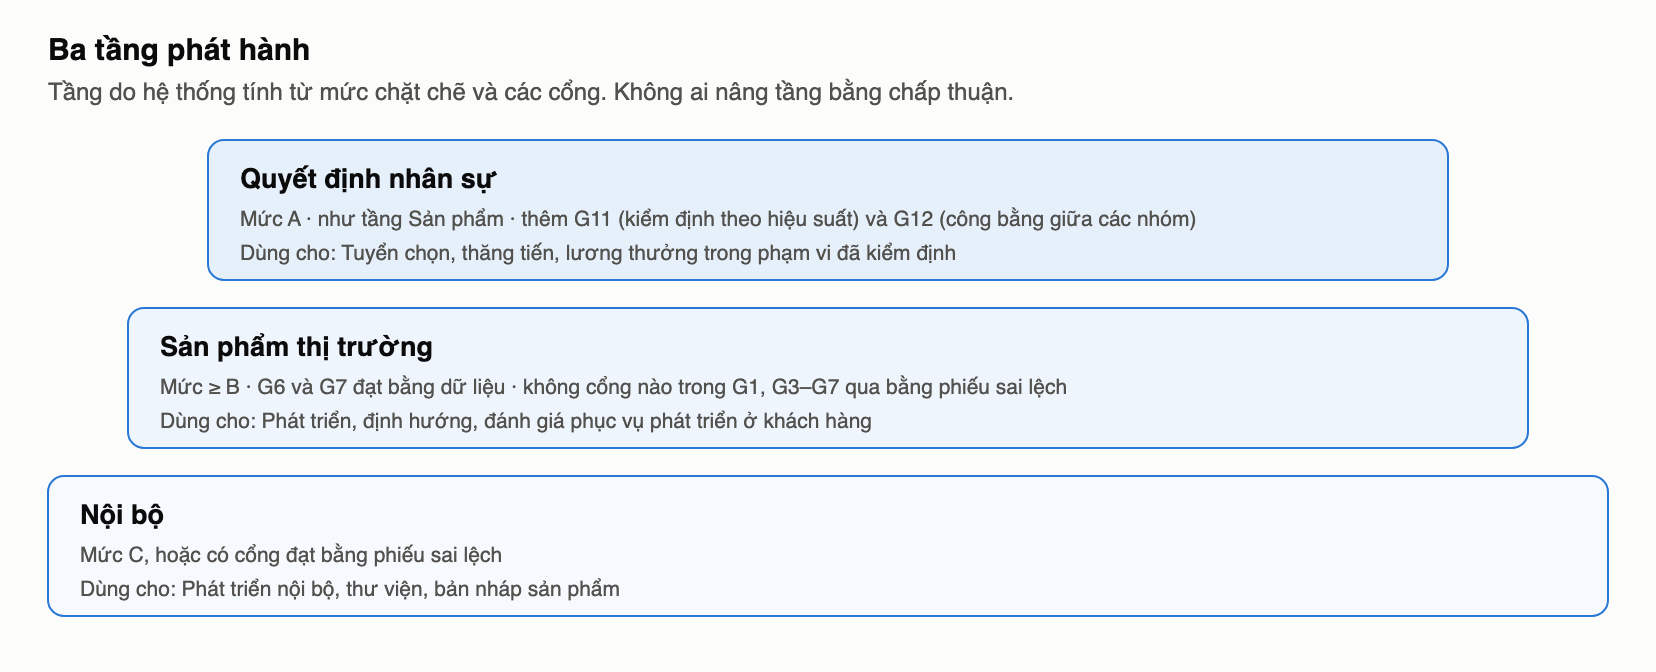 Ba tầng phát hành
Tầng do hệ thống tính từ mức chặt chẽ và các cổng. Không ai nâng tầng bằng chấp thuận.
Quyết định nhân sự
Mức A · như tầng Sản phẩm · thêm G11 (kiểm định theo hiệu suất) và G12 (công bằng giữa các nhóm)
Dùng cho: Tuyển chọn, thăng tiến, lương thưởng trong phạm vi đã kiểm định
Sản phẩm thị trường
Mức ≥ B · G6 và G7 đạt bằng dữ liệu · không cổng nào trong G1, G3–G7 qua bằng phiếu sai lệch
Dùng cho: Phát triển, định hướng, đánh giá phục vụ phát triển ở khách hàng
Nội bộ
Mức C, hoặc có cổng đạt bằng phiếu sai lệch
Dùng cho: Phát triển nội bộ, thư viện, bản nháp sản phẩm